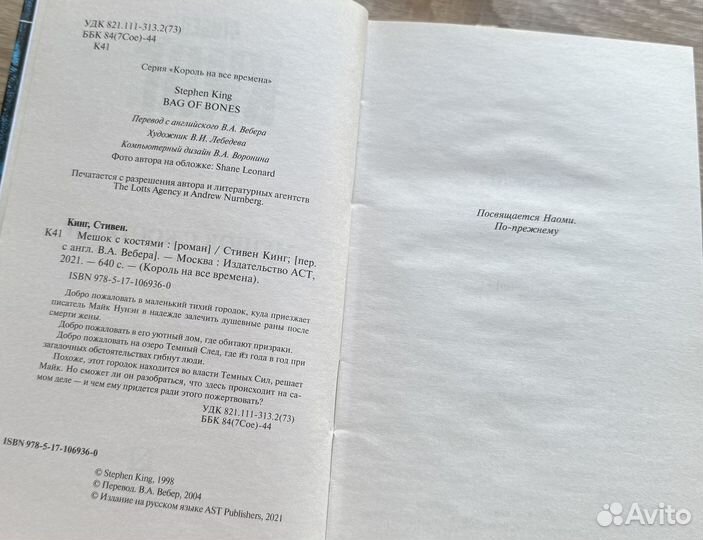 УДК 821.111-313.2(73)
ББК 84(7Сое)-44
К41
Серия «Король на все времена»
Stephen King
BAG OF BONES
Перевод с английского В.А. Вебера
Художник В.И. Лебедева
Компьютерный дизайн В.А. Воронина
Фото автора на обложке: Shane Leonard
Печатается с разрешения автора и литературных агентств
The Lotts Agency и Andrew Nurnberg.
Кинг, Стивен.
К41 Мешок с костями : [роман] / Стивен Кинг; [пер.
с англ. В.А. Вебера]. — Москва : Издательство АСТ,
2021. — 640 с. — (Король на все времена).
ISBN 978-5-17-106936-0
Добро пожаловать в маленький тихий городок, куда приезжает
писатель Майк Нунэн в надежде залечить душевные раны после
смерти жены.
Добро пожаловать в его уютный дом, где обитают призраки.
Добро пожаловать на озеро Темный След, где из года в год при
загадочных обстоятельствах гибнут люди.
Похоже, этот городок находится во власти Темных Сил, решает
Майк. Но сможет ли он разобраться, что здесь происходит на са-
мом деле — и чем ему придется ради этого пожертвовать?
УДК 821.111-313.2(73)
ББК 84(7Сое)-44
ISBN 978-5-17-106936-0
© Stephen King, 1998
© Перевод. В.А. Вебер, 2004
© Издание на русском языке AST Publishers, 2021
Посвящается Наоми.
По-прежнему
Avito